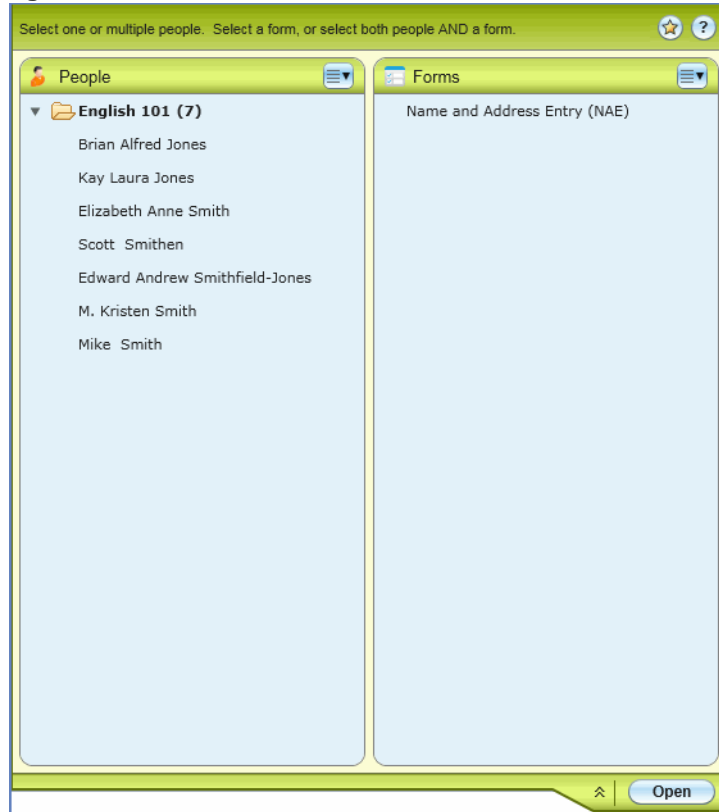 Select one or multiple people. Select a form, or select both people AND a form.
?
People
English 101 (7)
Brian Alfred Jones
Kay Laura Jones
Elizabeth Anne Smith
Scott Smithen
Edward Andrew Smithfield-Jones
M. Kristen Smith
Mike Smith
Forms
Name and Address Entry (NAE)
Open